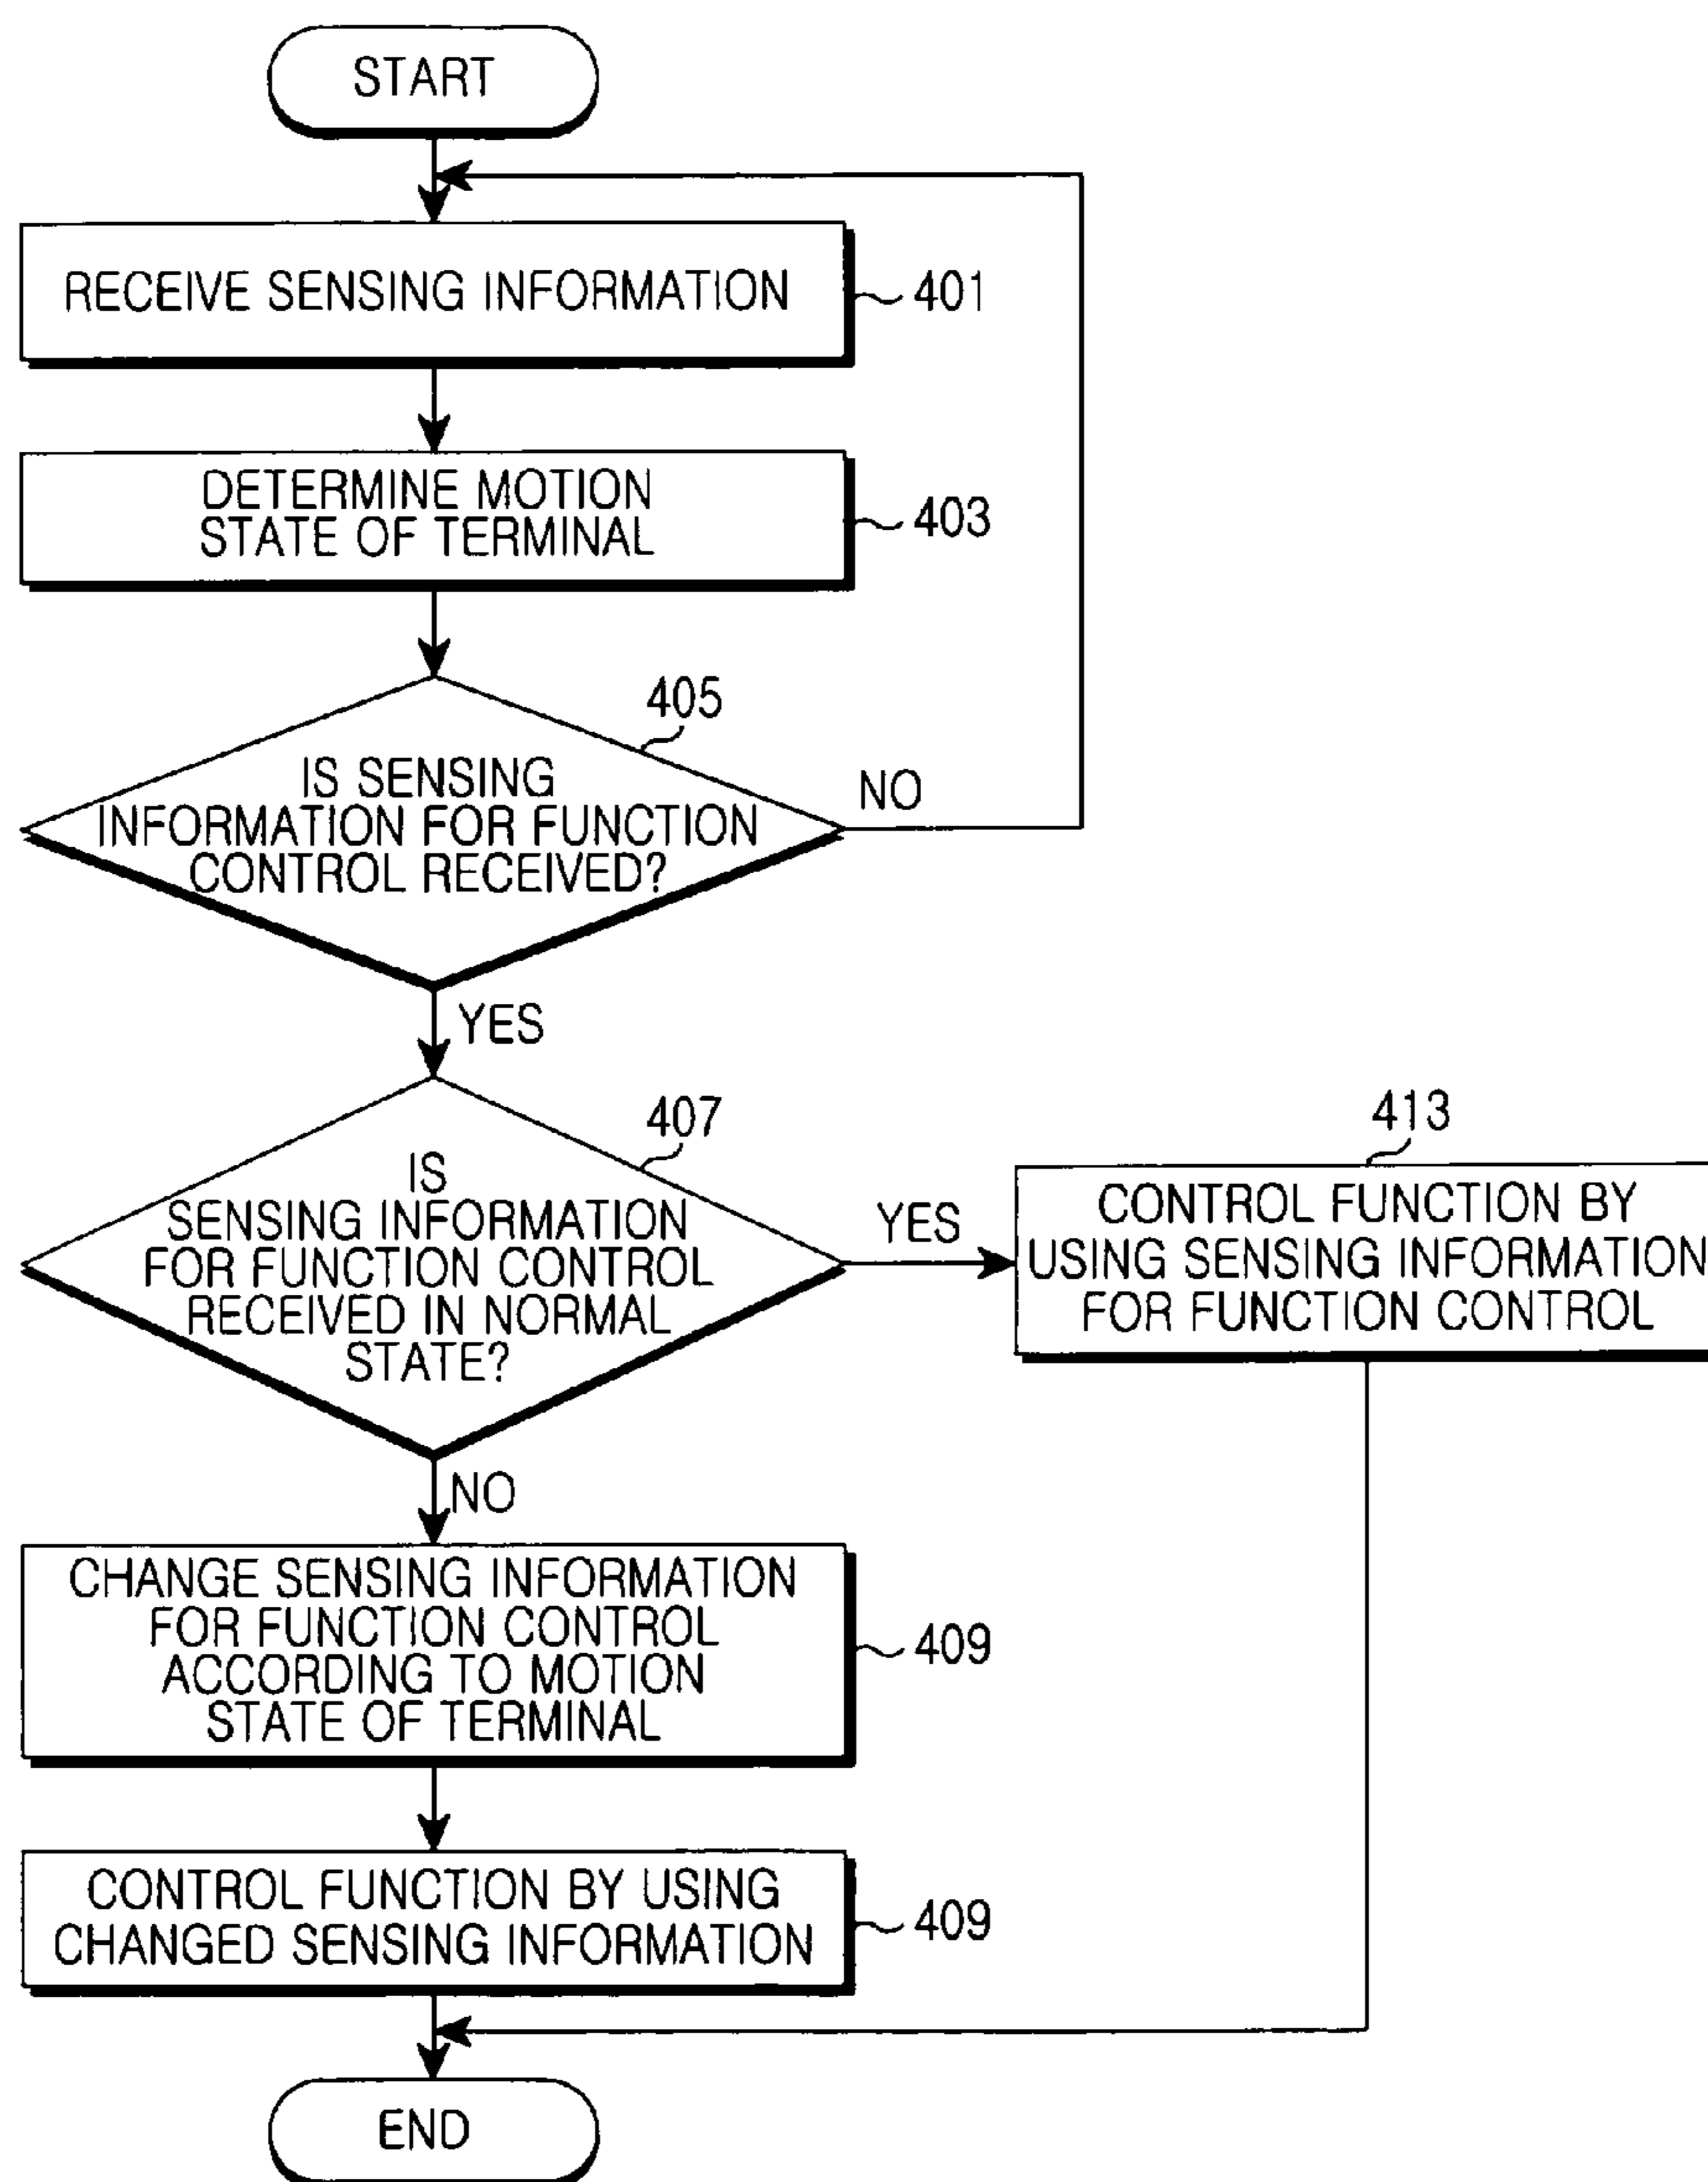 START
RECEIVE SENSING INFORMATION
401
DETERMINE MOTION
STATE OF TERMINAL
403
405
IS SENSING
INFORMATION FOR FUNCTION
CONTROL RECEIVED?
NO
YES
407
IS
SENSING INFORMATION
FOR FUNCTION CONTROL
RECEIVED IN NORMAL
STATE?
YES
413
CONTROL FUNCTION BY
USING SENSING INFORMATION
FOR FUNCTION CONTROL
NO
CHANGE SENSING INFORMATION
FOR FUNCTION CONTROL
ACCORDING TO MOTION
STATE OF TERMINAL
409
CONTROL FUNCTION BY USING
CHANGED SENSING INFORMATION
409
END